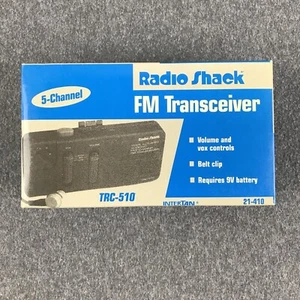 Radio Shack
5-Channel
FM Transceiver
Volume and
vox controls
Belt clip
Requires 9V battery
TRC-510
INTERTAN
21-410